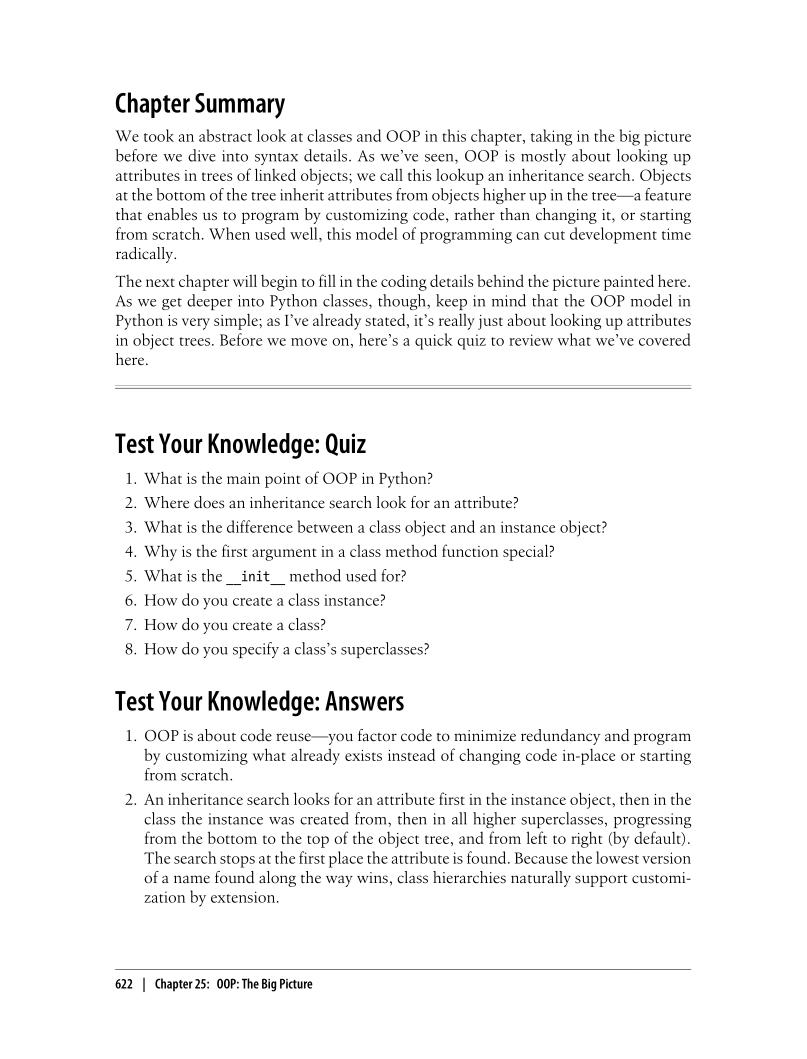 Chapter Summary
We took an abstract look at classes and OOP in this chapter, taking in the big picture
before we dive into syntax details. As we’ve seen, OOP is mostly about looking up
attributes in trees of linked objects; we call this lookup an inheritance search. Objects
at the bottom of the tree inherit attributes from objects higher up in the tree—a feature
that enables us to program by customizing code, rather than changing it, or starting
from scratch. When used well, this model of programming can cut development time
radically.
The next chapter will begin to fill in the coding details behind the picture painted here.
As we get deeper into Python classes, though, keep in mind that the OOP model in
Python is very simple; as I’ve already stated, it’s really just about looking up attributes
in object trees. Before we move on, here’s a quick quiz to review what we’ve covered
here.
Test Your Knowledge: Quiz
1. What is the main point of OOP in Python?
2. Where does an inheritance search look for an attribute?
3. What is the difference between a class object and an instance object?
4. Why is the first argument in a class method function special?
5. What is the __init__ method used for?
6. How do you create a class instance?
7. How do you create a class?
8. How do you specify a class’s superclasses?
Test Your Knowledge: Answers
1. OOP is about code reuse—you factor code to minimize redundancy and program
by customizing what already exists instead of changing code in-place or starting
from scratch.
2. An inheritance search looks for an attribute first in the instance object, then in the
class the instance was created from, then in all higher superclasses, progressing
from the bottom to the top of the object tree, and from left to right (by default).
The search stops at the first place the attribute is found. Because the lowest version
of a name found along the way wins, class hierarchies naturally support customi-
zation by extension.
622 | Chapter 25: OOP: The Big Picture